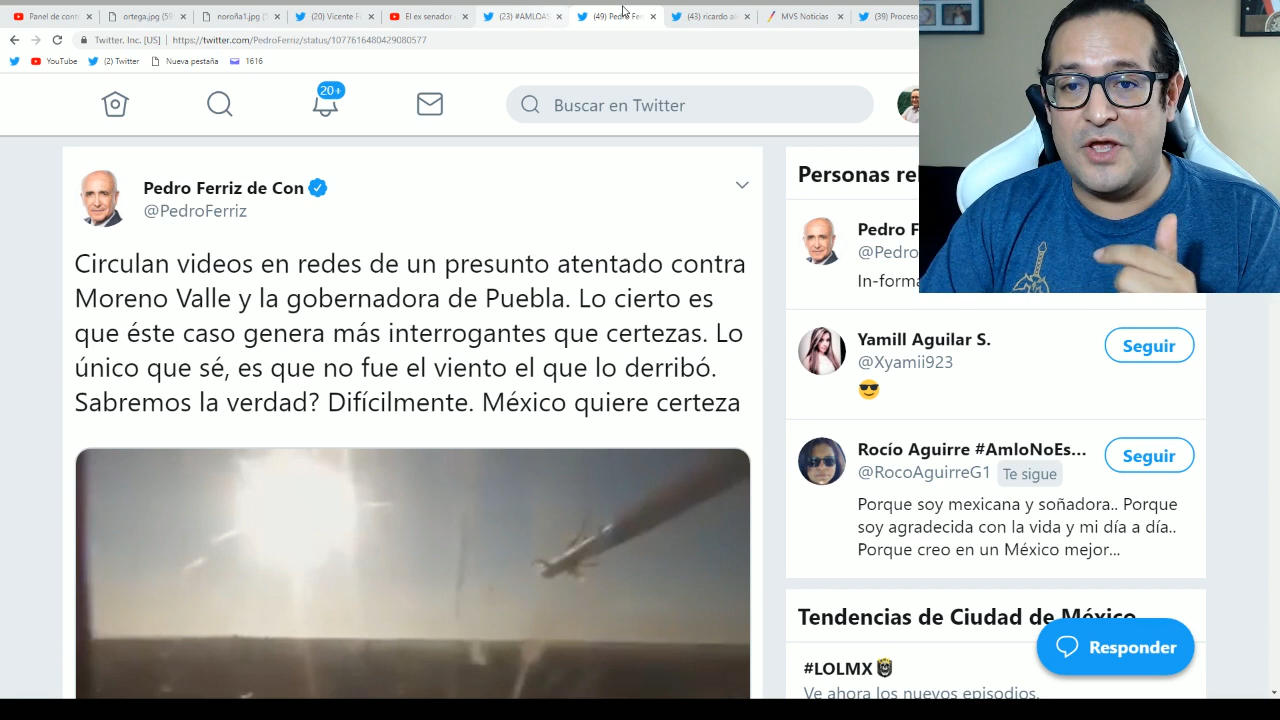 Panel de cont
ortega.jpg (59
noroña1.jpg (
(20) Vicente F
El ex senador
(23) #AMLOAS
(49) Pedro Ferr
(43) ricardo al
MVS Noticias
(39) Proceso
Twitter, Inc. [US] | https://twitter.com/PedroFerriz/status/1077616480429080577
YouTube
(2) Twitter
Nueva pestaña
1616
20+
Buscar en Twitter
Pedro Ferriz de Con
@PedroFerriz
Circulan videos en redes de un presunto atentado contra
Moreno Valle y la gobernadora de Puebla. Lo cierto es
que éste caso genera más interrogantes que certezas. Lo
único que sé, es que no fue el viento el que lo derribó.
Sabremos la verdad? Difícilmente. México quiere certeza
Personas re
Pedro F
@Pedro
In-forma
Yamill Aguilar S.
@Xyamii923
😎
Seguir
Rocío Aguirre #AmloNoEs...
@RocoAguirreG1 Te sigue
Seguir
Porque soy mexicana y soñadora.. Porque
soy agradecida con la vida y mi día a día..
Porque creo en un México mejor...
Tendencias de Ciudad de México
Responder
#LOLMX
Ve ahora los nuevos episodios.